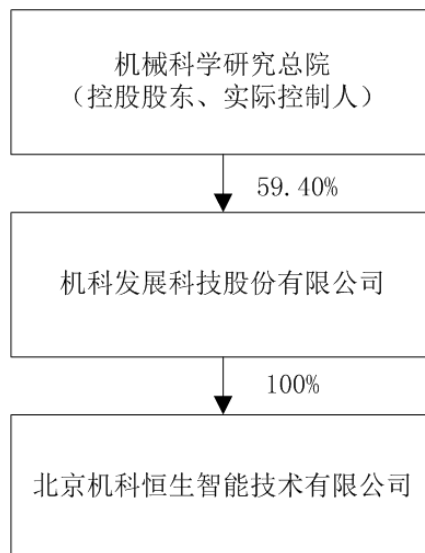 机械科学研究总院
（控股股东、实际控制人）
59.40%
机科发展科技股份有限公司
100%
北京机科恒生智能技术有限公司